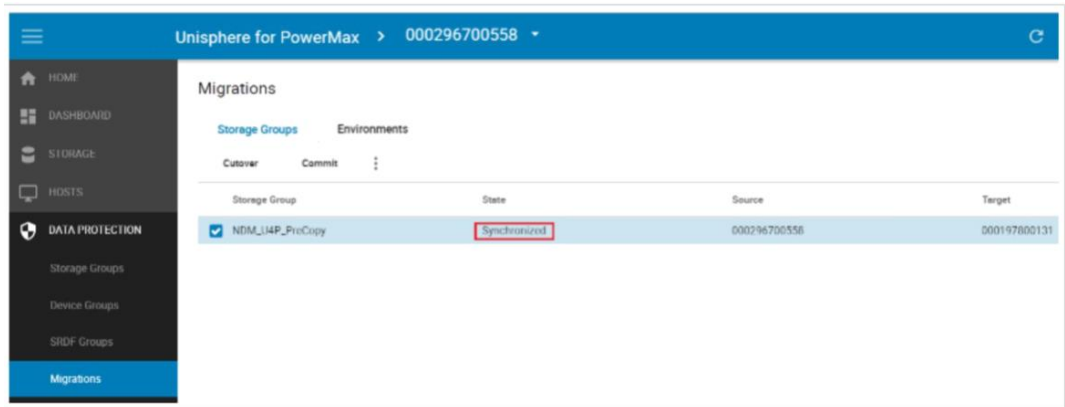 Unisphere for PowerMax > 000296700558
HOME
DASHBOARD
STORAGE
HOSTS
DATA PROTECTION
Storage Groups
Device Groups
SRDF Groups
Migrations
Migrations
Storage Groups Environments
Cutover Commit
Storage Group State Source Target
NDM_U4P_PreCopy Synchronized 000296700558 000197800131